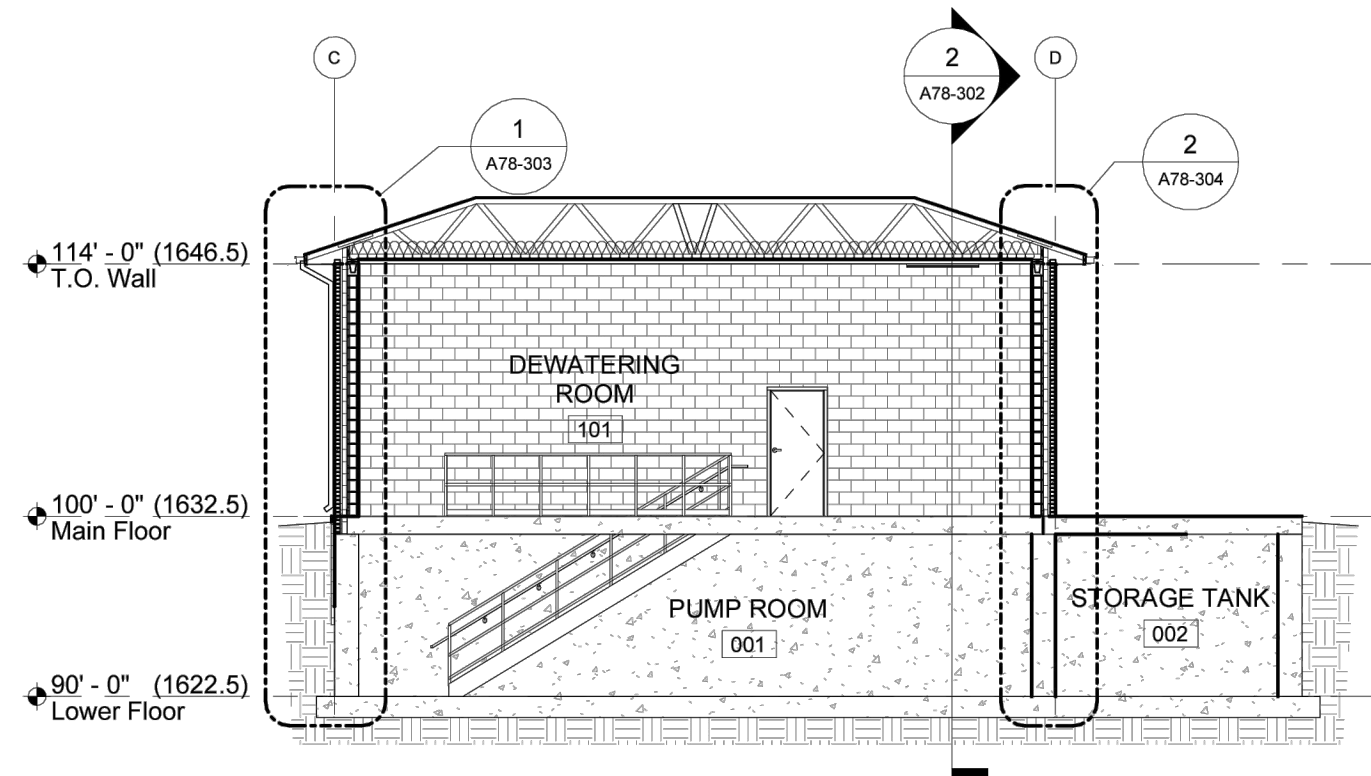 C
2
A78-302
D
1
A78-303
2
A78-304
114' - 0" (1646.5)
T.O. Wall
DEWATERING
ROOM
101
100' - 0" (1632.5)
Main Floor
PUMP ROOM
001
STORAGE TANK
002
90' - 0" (1622.5)
Lower Floor